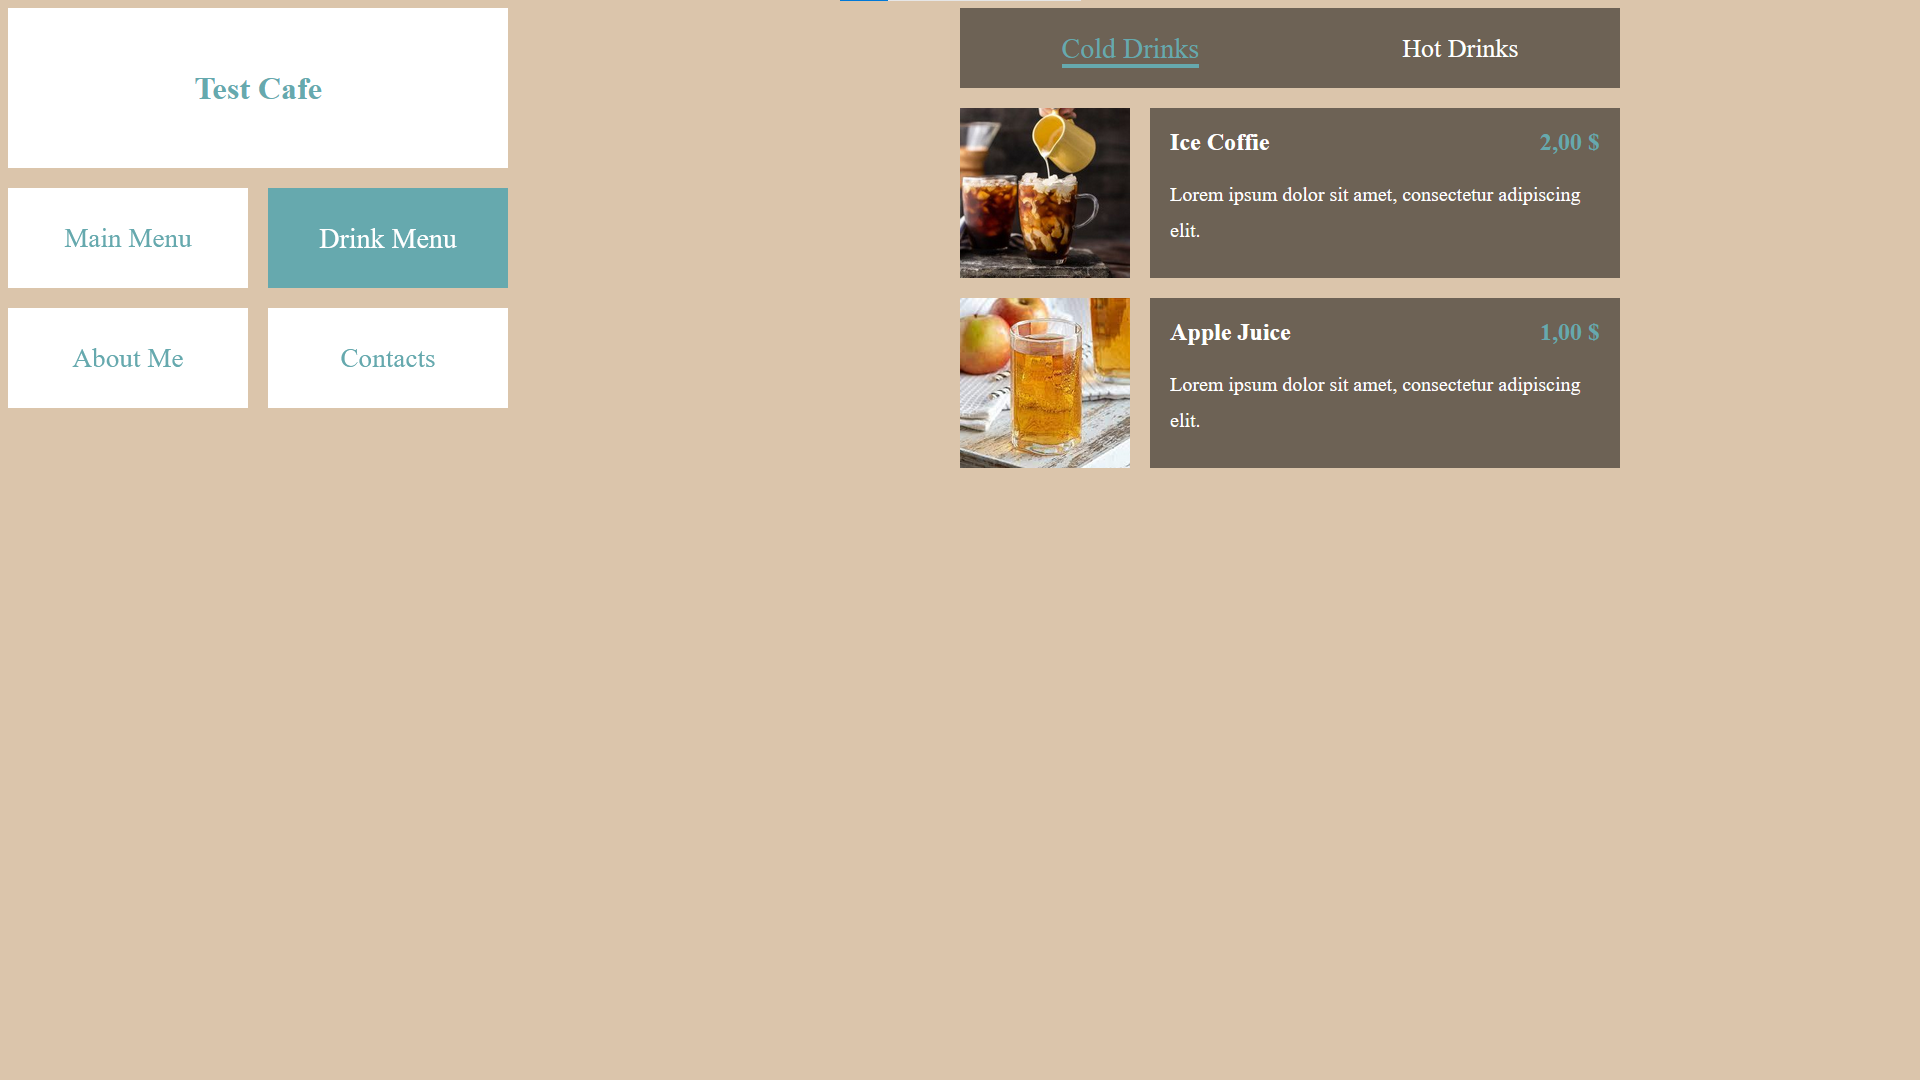 Test Cafe
Main Menu
Drink Menu
About Me
Contacts
Cold Drinks
Hot Drinks
Ice Coffie
2,00 $
Lorem ipsum dolor sit amet, consectetur adipiscing
elit.
Apple Juice
1,00 $
Lorem ipsum dolor sit amet, consectetur adipiscing
elit.